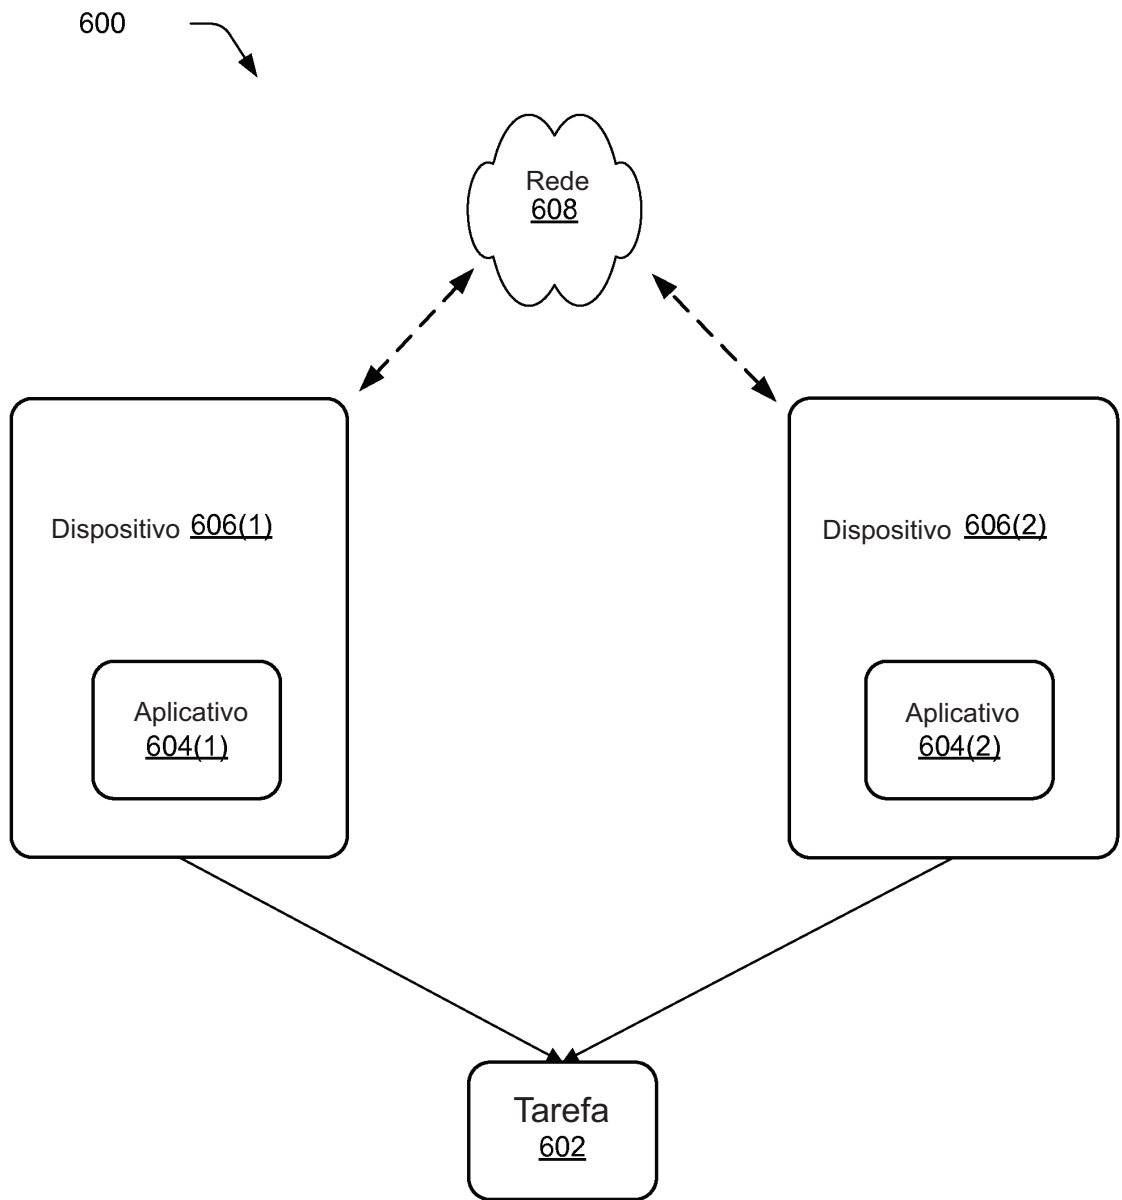 600
Rede
608
Dispositivo 606(1)
Dispositivo 606(2)
Aplicativo
604(1)
Aplicativo
604(2)
Tarefa
602